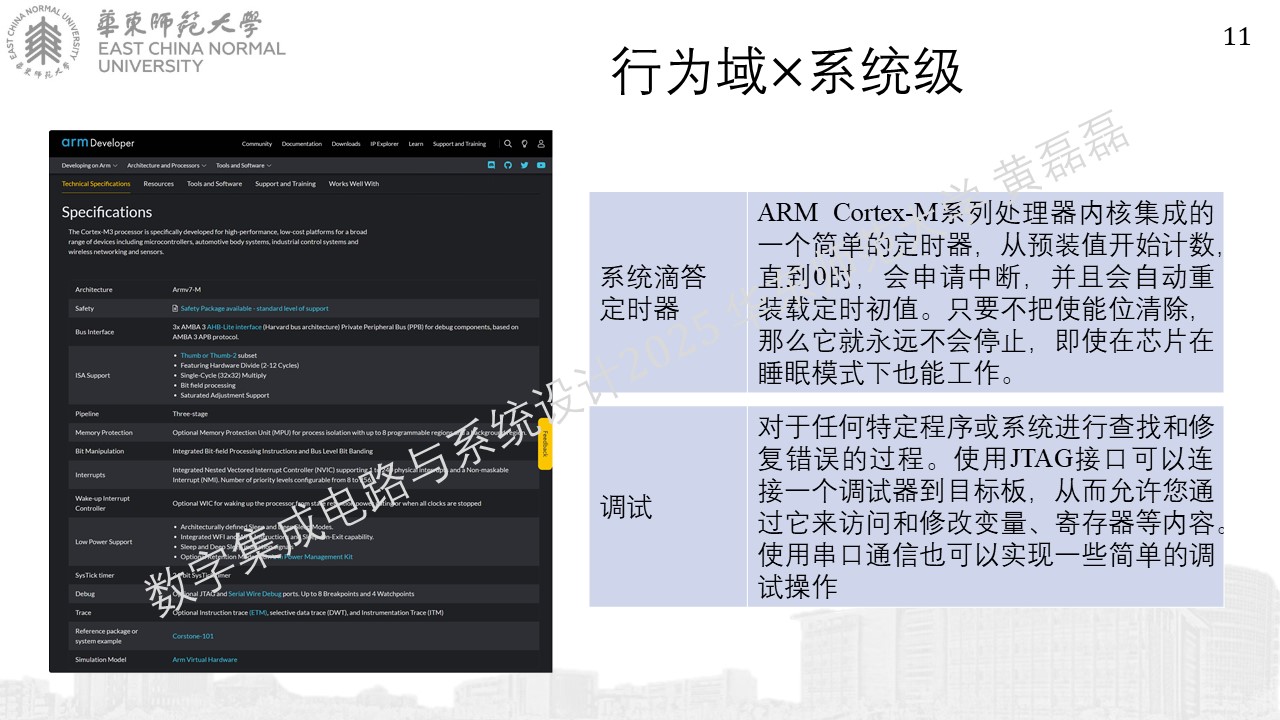 華東師範大學
EAST CHINA NORMAL
UNIVERSITY
11
行为域×系统级
arm Developer
Community Documentation Downloads IP Explorer Learn Support and Training
Developing on Arm Architecture and Processors Tools and Software
Technical Specifications Resources Tools and Software Support and Training Works Well With
Specifications
The Cortex-M3 processor is specifically developed for high-performance, low-cost platforms for a broad
range of devices including microcontrollers, automotive body systems, industrial control systems and
wireless networking and sensors.
Architecture Armv7-M
Safety Safety Package available - standard level of support
Bus Interface 3x AMBA 3 AHB-Lite interface (Harvard bus architecture) Private Peripheral Bus (PPB) for debug components, based on
AMBA 3 APB protocol.
ISA Support
• Thumb or Thumb-2 subset
• Featuring Hardware Divide (2-12 Cycles)
• Single-Cycle (32x32) Multiply
• Bit field processing
• Saturated Adjustment Support
Pipeline Three-stage
Memory Protection Optional Memory Protection Unit (MPU) for process isolation with up to 8 programmable regions and a background region.
Bit Manipulation Integrated Bit-field Processing Instructions and Bus Level Bit Banding
Interrupts Integrated Nested Vectored Interrupt Controller (NVIC) supporting 1 to 240 physical interrupts and a Non-maskable
Interrupt (NMI). Number of priority levels configurable from 8 to 256.
Wake-up Interrupt
Controller
Optional WIC for waking up the processor from state retention power gating or when all clocks are stopped
Low Power Support
• Architecturally defined Sleep and Deep Sleep Modes.
• Integrated WFI and WFE Instructions and Sleep-on-Exit capability.
• Sleep and Deep Sleep
• Optional Retention Mode with Arm Power Management Kit
SysTick timer 24-bit SysTick timer
Debug Optional JTAG and Serial Wire Debug ports. Up to 8 Breakpoints and 4 Watchpoints
Trace Optional Instruction trace (ETM), selective data trace (DWT), and Instrumentation Trace (ITM)
Reference package or
system example
Corstone-101
Simulation Model Arm Virtual Hardware
Feedback
系统滴答
定时器
ARM Cortex-M系列处理器内核集成的
一个简单的定时器，从预装值开始计数，
直到0时，会申请中断，并且会自动重
装载定时初值。只要不把使能位清除，
那么它就永远不会停止，即使在芯片在
睡眠模式下也能工作。
调试
对于任何特定程序或系统进行查找和修
复错误的过程。使用JTAG接口可以连
接一个调试器到目标板，从而允许您通
过它来访问和修改变量、寄存器等内容。
使用串口通信也可以实现一些简单的调
试操作
数字集成电路与系统设计2025 华东师范大学 黄磊磊